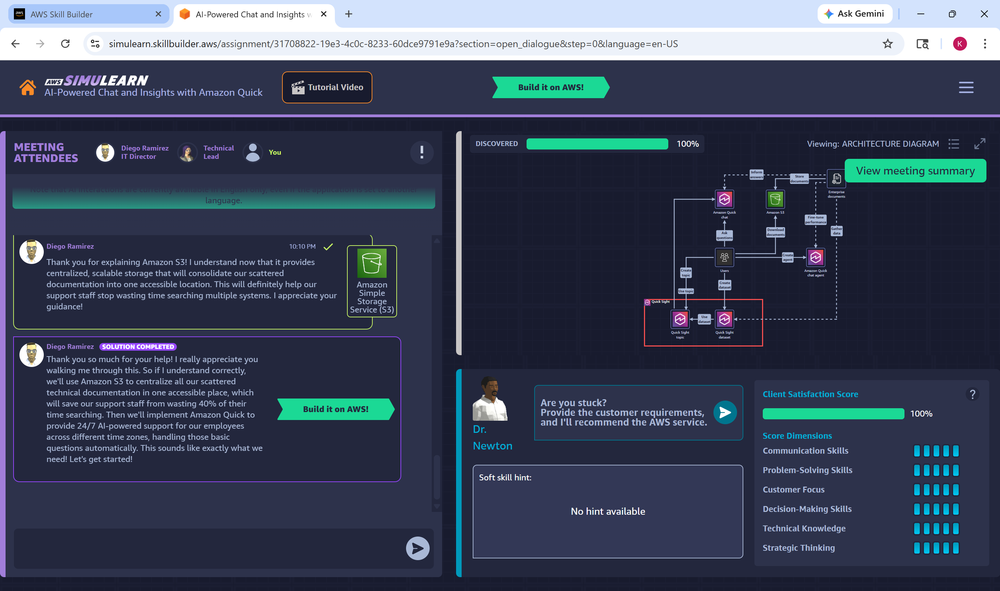 AWS Skill Builder
AI-Powered Chat and Insights w
Ask Gemini
simulearn.skillbuilder.aws/assignment/31708822-19e3-4c0c-8233-60dce9791e9a?section=open_dialogue&step=0&language=en-US
K
AWS SIMULEARN
AI-Powered Chat and Insights with Amazon Quick
Tutorial Video
Build it on AWS!
MEETING
ATTENDEES
Diego Ramirez
IT Director
Technical
Lead
You
Note that AI interactions are currently available in English only, even if the application is set to another
language.
Diego Ramirez
10:10 PM
Thank you for explaining Amazon S3! I understand now that it provides
centralized, scalable storage that will consolidate our scattered
documentation into one accessible location. This will definitely help our
support staff stop wasting time searching multiple systems. I appreciate your
guidance!
Amazon
Simple
Storage
Service (S3)
Diego Ramirez SOLUTION COMPLETED
Thank you so much for your help! I really appreciate you
walking me through this. So if I understand correctly,
we'll use Amazon S3 to centralize all our scattered
technical documentation in one accessible place, which
will save our support staff from wasting 40% of their
time searching. Then we'll implement Amazon Quick to
provide 24/7 AI-powered support for our employees
across different time zones, handling those basic
questions automatically. This sounds like exactly what we
need! Let's get started!
Build it on AWS!
DISCOVERED
100%
Viewing: ARCHITECTURE DIAGRAM
View meeting summary
Inform
answers
Store
documents
Enterprise
documents
Amazon Quick
chat
Amazon S3
Fine-tune
performance
Gather
data
Ask
questions
Download
documents
Create
agent
Users
Amazon Quick
chat agent
Create
topic
Use topic
Create
dataset
Quick Sight
Use
dataset
Quick Sight
topic
Quick Sight
dataset
Dr.
Newton
Are you stuck?
Provide the customer requirements,
and I'll recommend the AWS service.
Soft skill hint:
No hint available
Client Satisfaction Score
?
100%
Score Dimensions
Communication Skills
Problem-Solving Skills
Customer Focus
Decision-Making Skills
Technical Knowledge
Strategic Thinking